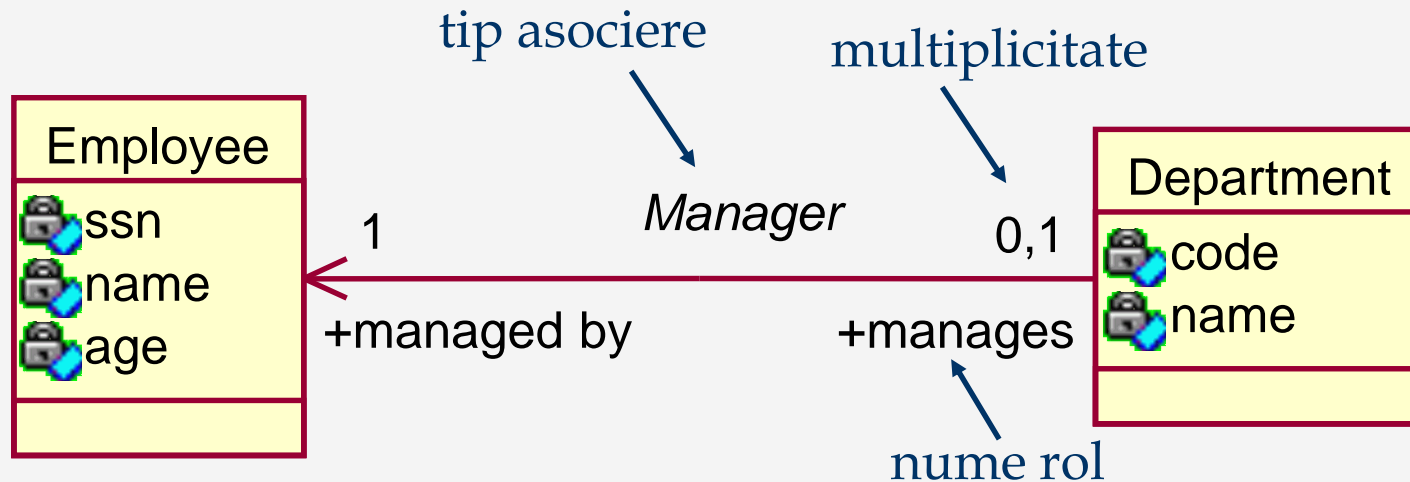 tip asociere
multiplicitate
Employee
ssn
name
age
1
Manager
0,1
+managed by
+manages
Department
code
name
nume rol